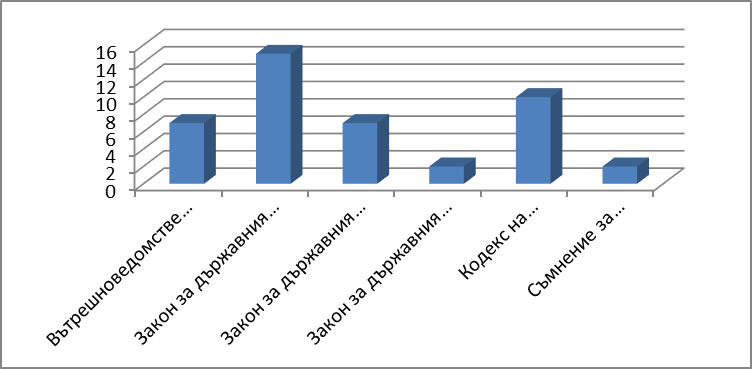 16
14
12
10
8
6
4
2
0
Вътрешноведомстве...
Закон за държавния...
Закон за държавния...
Закон за държавния...
Кодекс на...
Съмнение за...